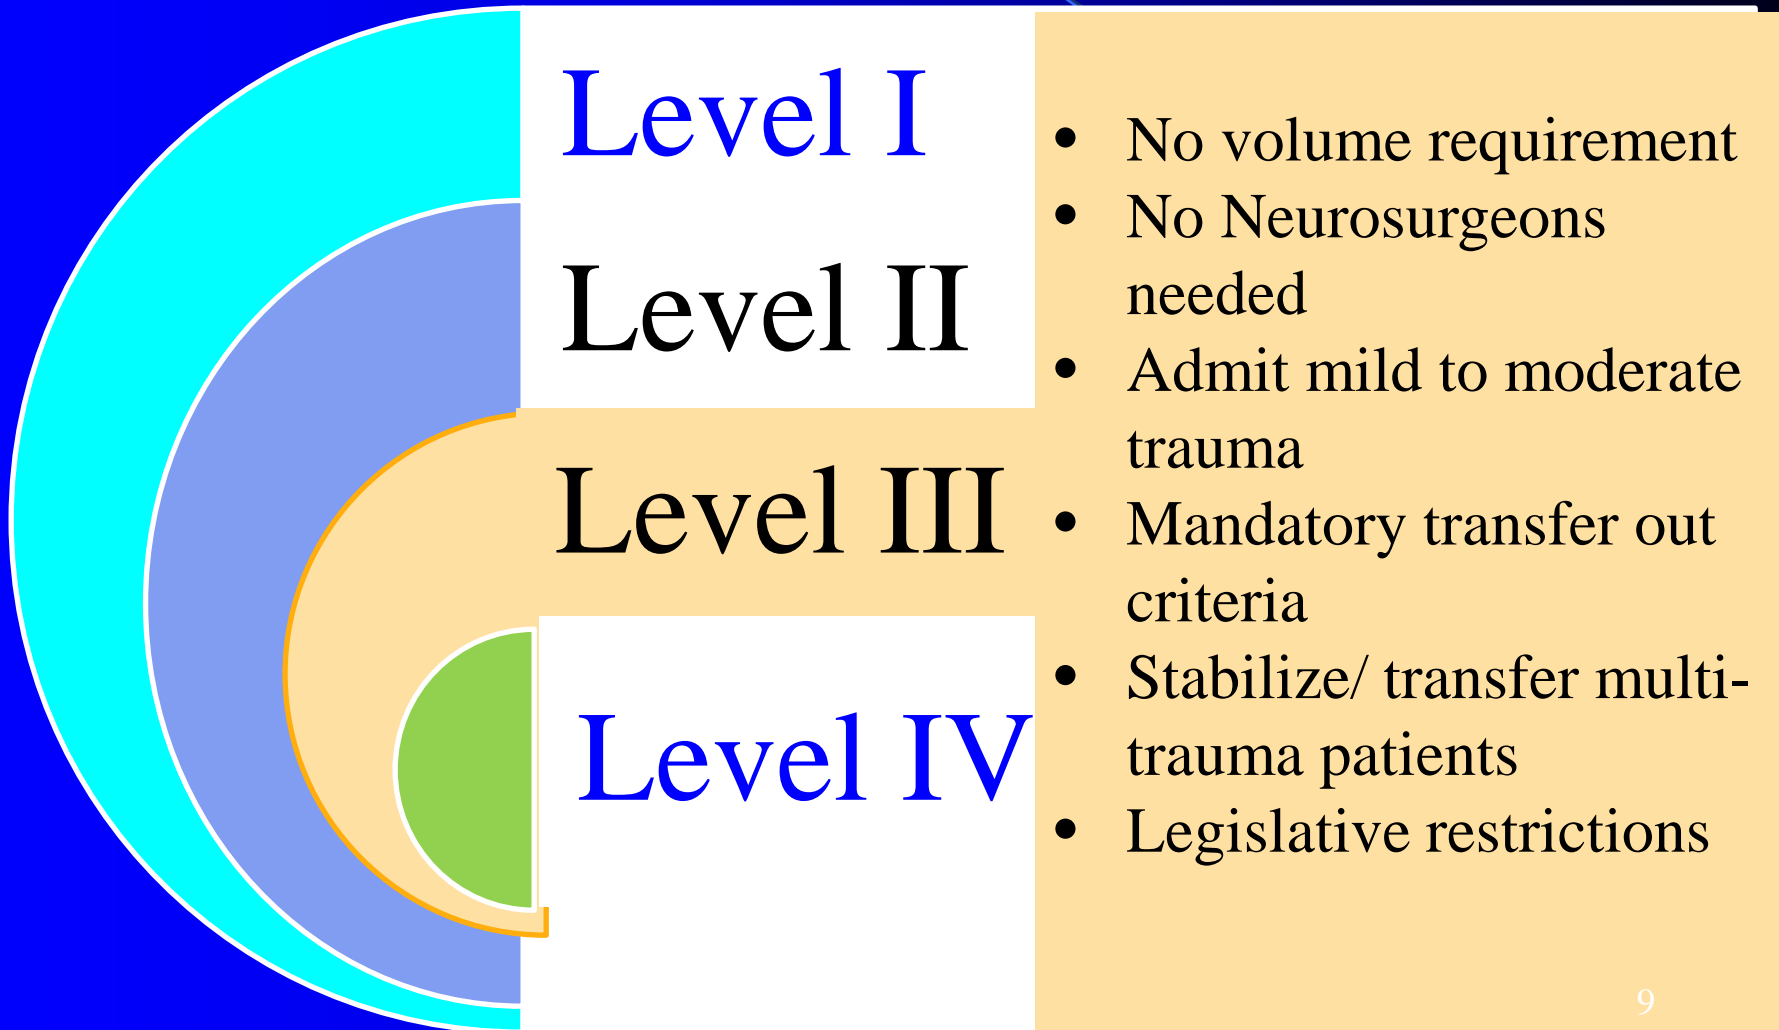 Level I
Level II
Level III
Level IV
• No volume requirement
• No Neurosurgeons
needed
• Admit mild to moderate
trauma
• Mandatory transfer out
criteria
• Stabilize/ transfer multi-
trauma patients
• Legislative restrictions
9